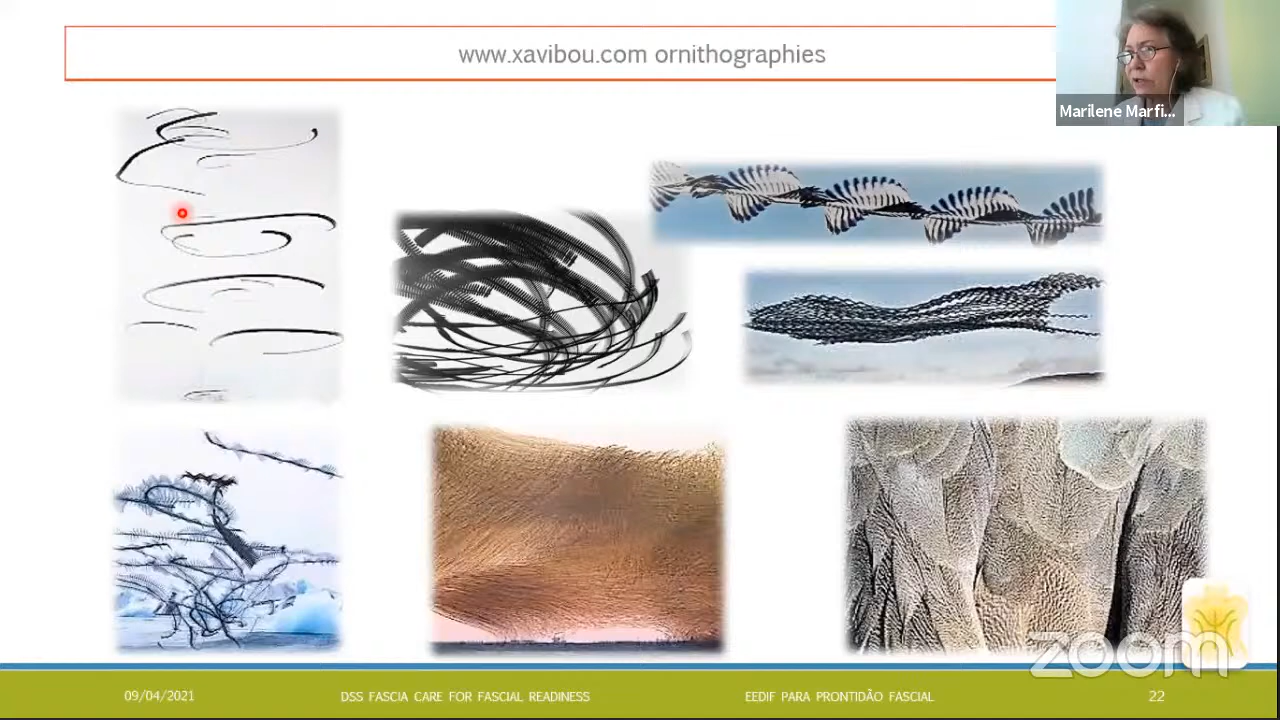 www.xavibou.com ornithographies
Marilene Marfi...
zoom
09/04/2021
DSS FASCIA CARE FOR FASCIAL READINESS
EEDIF PARA PRONTIDÃO FASCIAL
22